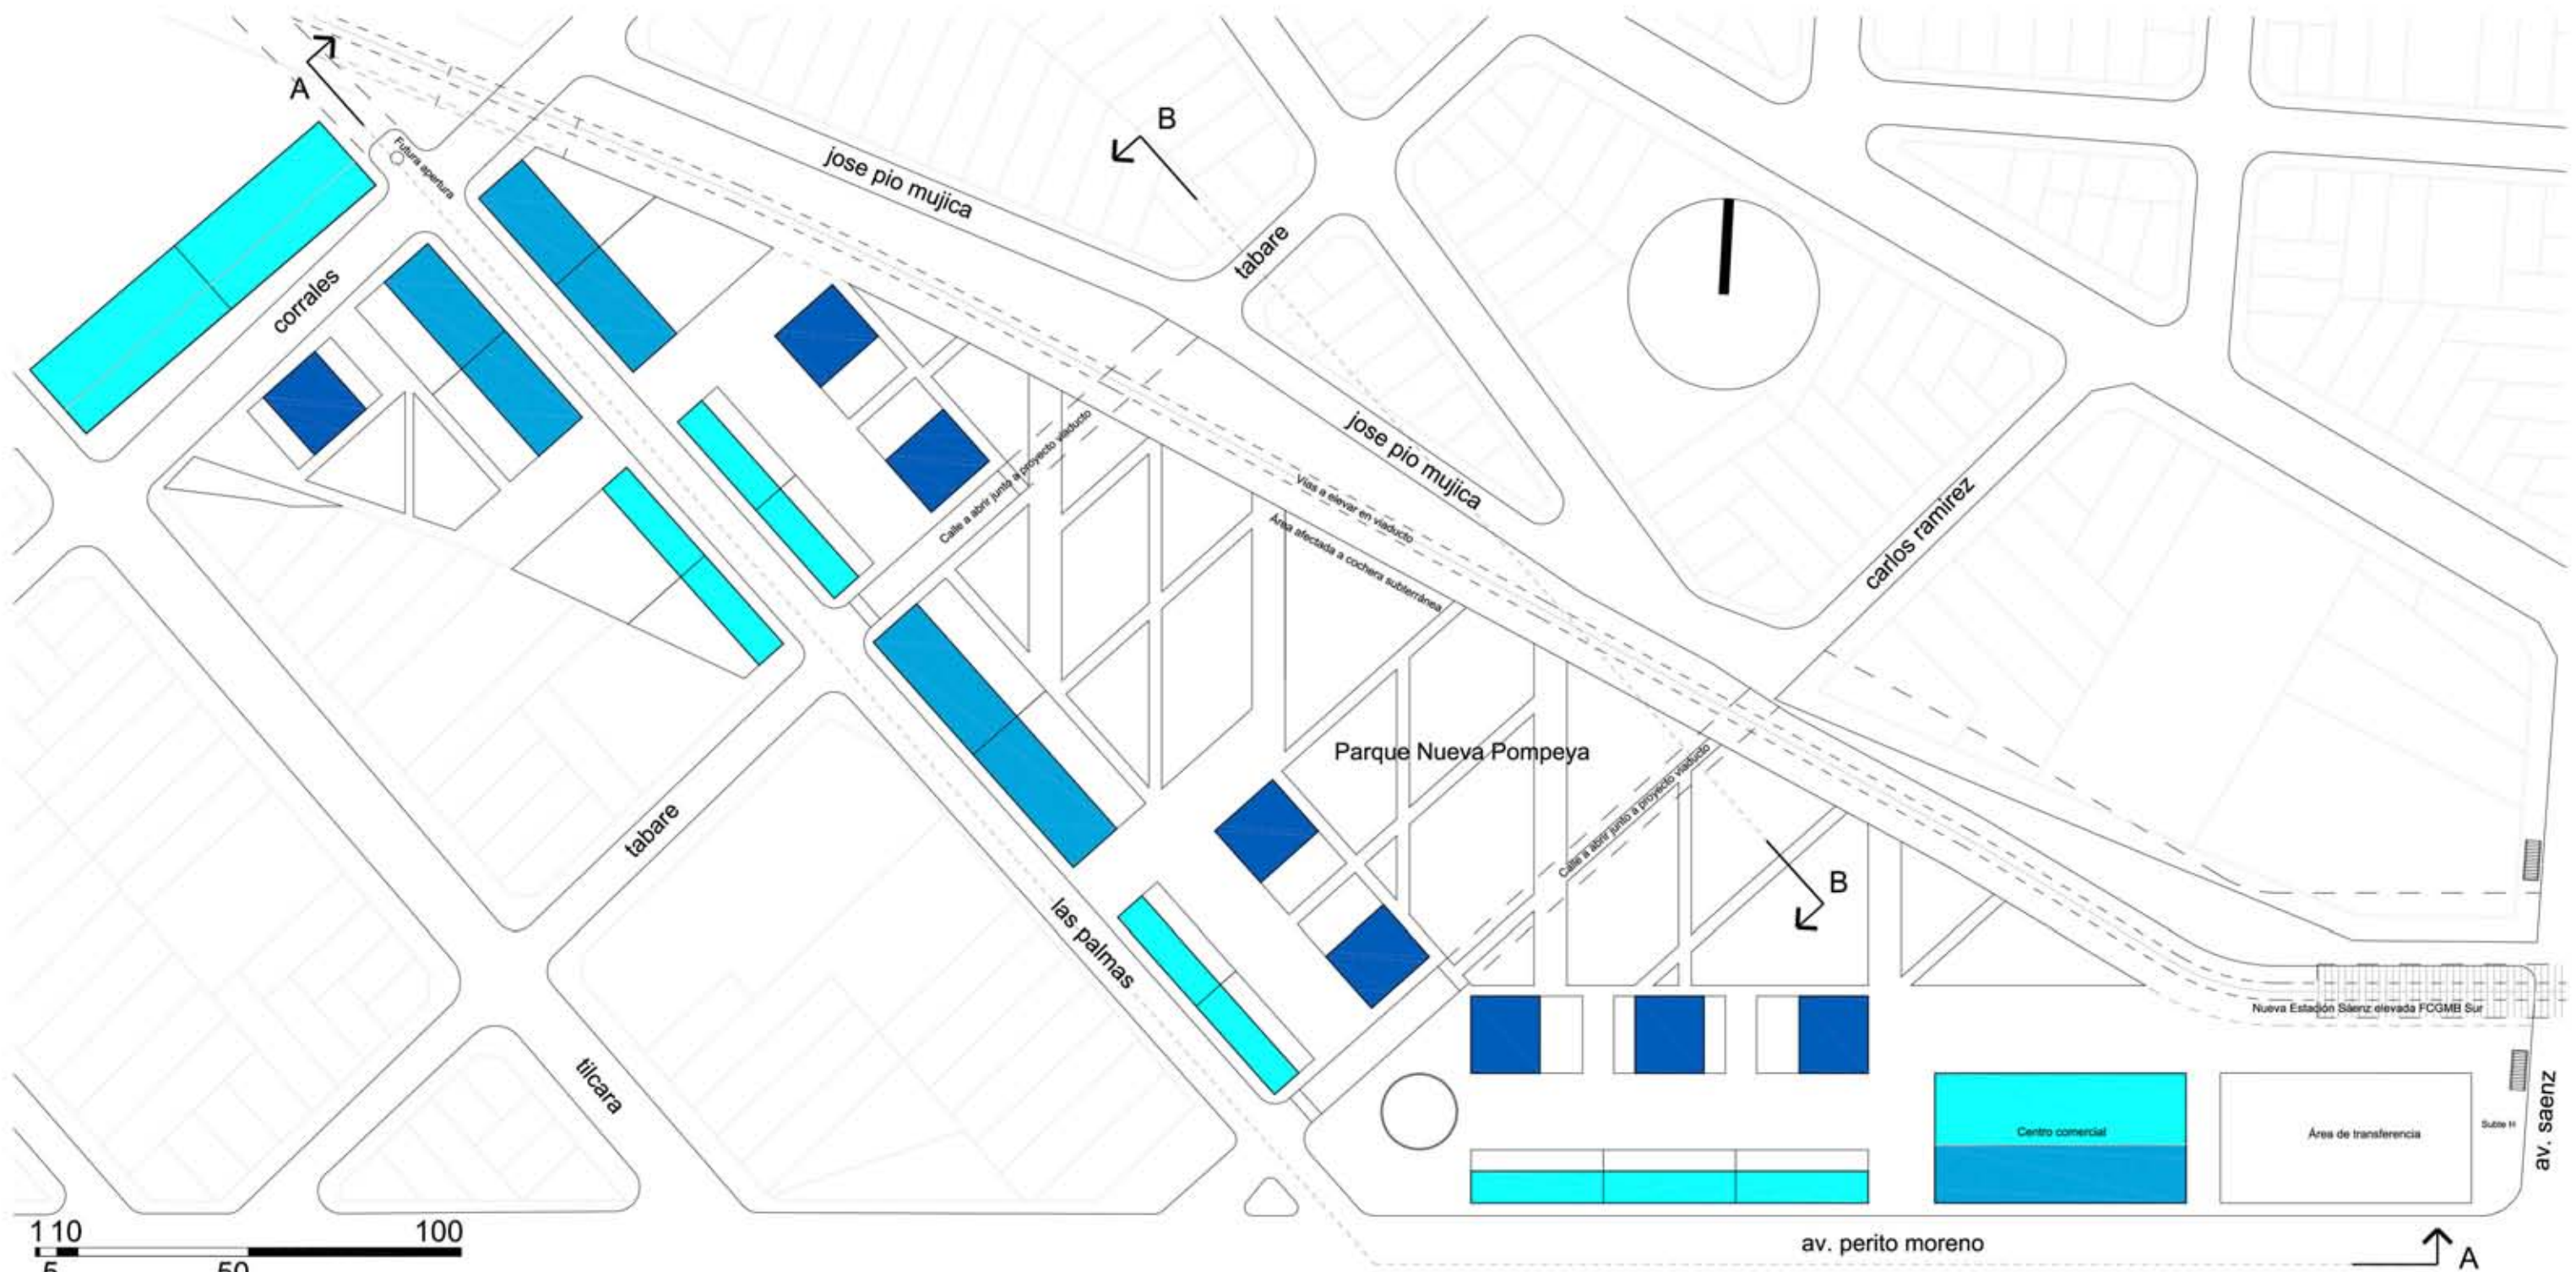 A
B
Futura apertura
jose pio mujica
tabare
corrales
Calle a abrir junto a proyecto viaducto
jose pio mujica
Vias a elevar en viaducto
Área afectada a cochera subterránea
carlos ramirez
Parque Nueva Pompeya
Calle a abrir junto a proyecto viaducto
tabare
B
las palmas
Nueva Estación Sáenz elevada FCGMB Sur
tilcara
Centro comercial
Área de transferencia
Subte H
av. saenz
1 10 100
5 50
av. perito moreno
A